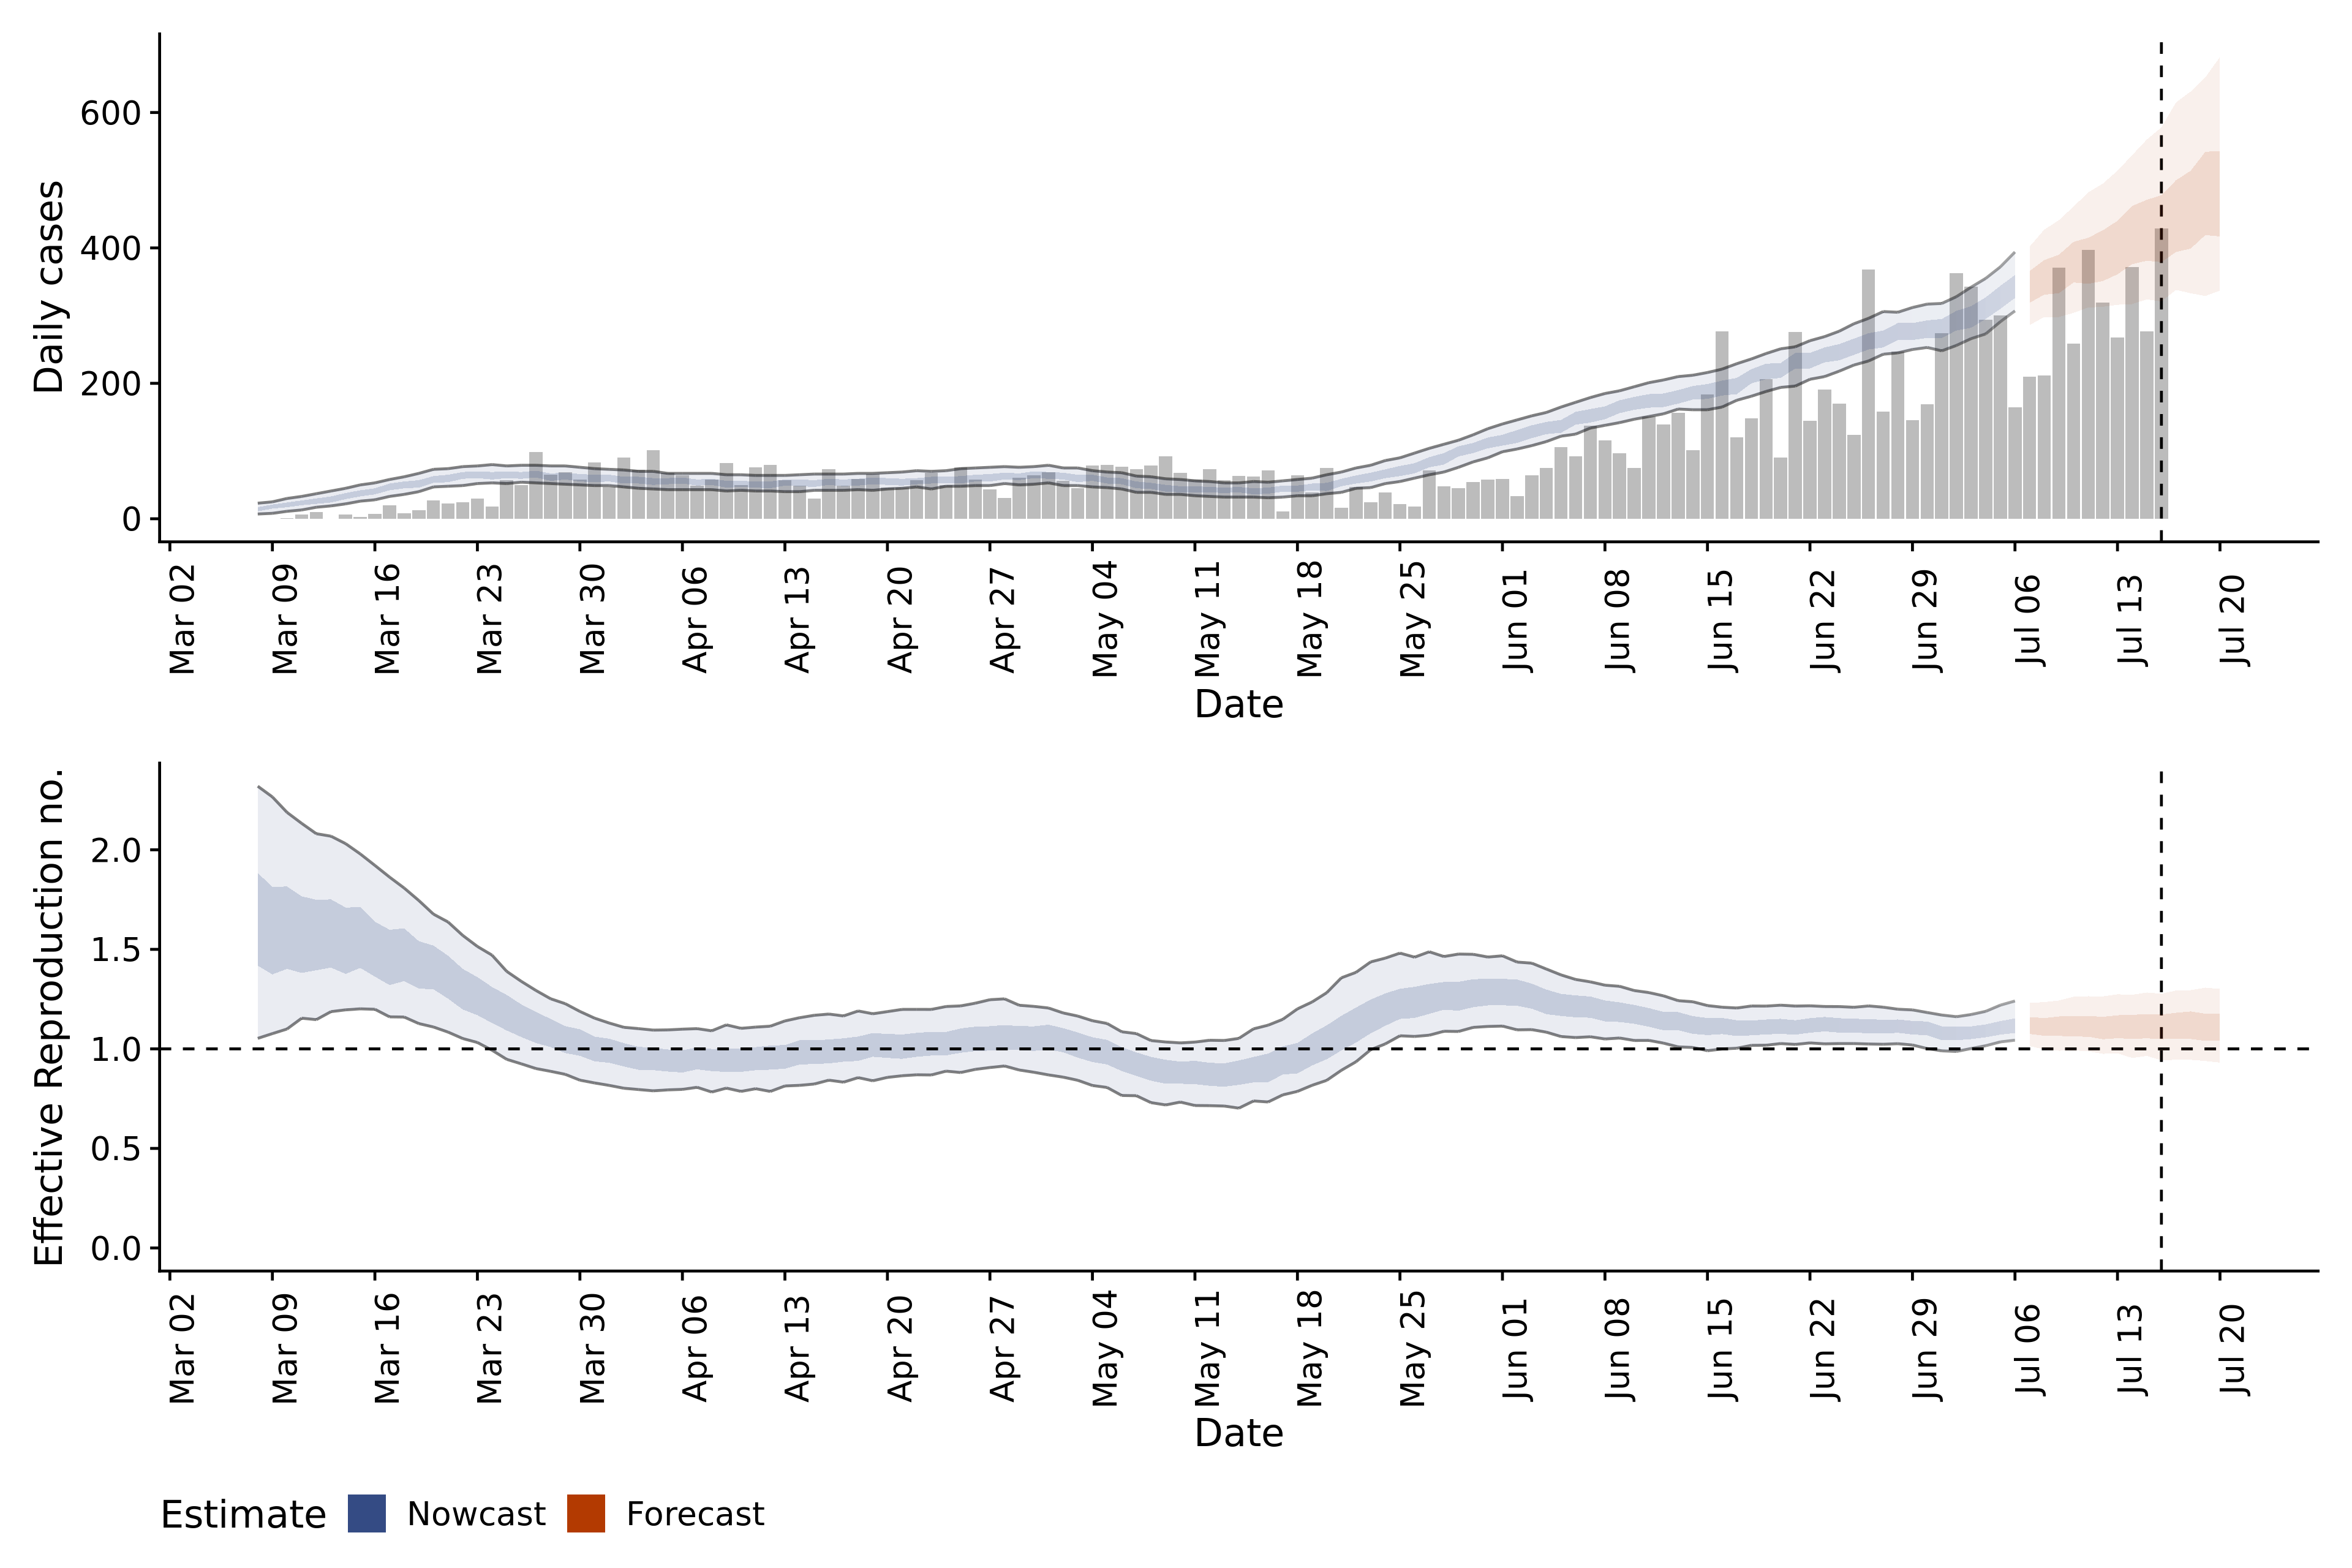 Daily cases
600
400
200
0
Mar 02
Mar 09
Mar 16
Mar 23
Mar 30
Apr 06
Apr 13
Apr 20
Apr 27
May 04
May 11
May 18
May 25
Jun 01
Jun 08
Jun 15
Jun 22
Jun 29
Jul 06
Jul 13
Jul 20
Date
Effective Reproduction no.
2.0
1.5
1.0
0.5
0.0
Mar 02
Mar 09
Mar 16
Mar 23
Mar 30
Apr 06
Apr 13
Apr 20
Apr 27
May 04
May 11
May 18
May 25
Jun 01
Jun 08
Jun 15
Jun 22
Jun 29
Jul 06
Jul 13
Jul 20
Date
Estimate Nowcast Forecast